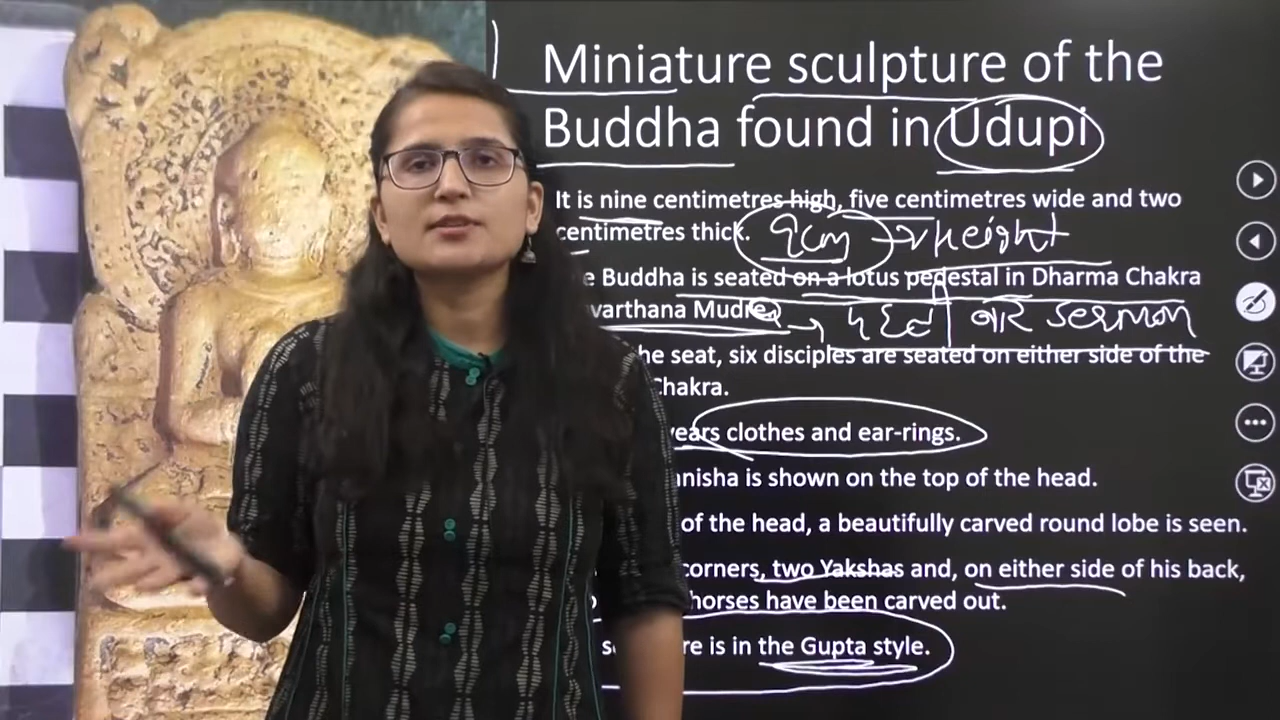 Miniature sculpture of the
Buddha found in Udupi
It is nine centimetres high, five centimetres wide and two
centimetres thick. 9cm → height
Buddha is seated on a lotus pedestal in Dharma Chakra
पहली बार sermon
seat, six disciples are seated on either side of the
Chakra.
clothes and ear-rings.
is shown on the top of the head.
of the head, a beautifully carved round lobe is seen.
corners, two Yakshas and, on either side of his back,
horses have been carved out.
is in the Gupta style.